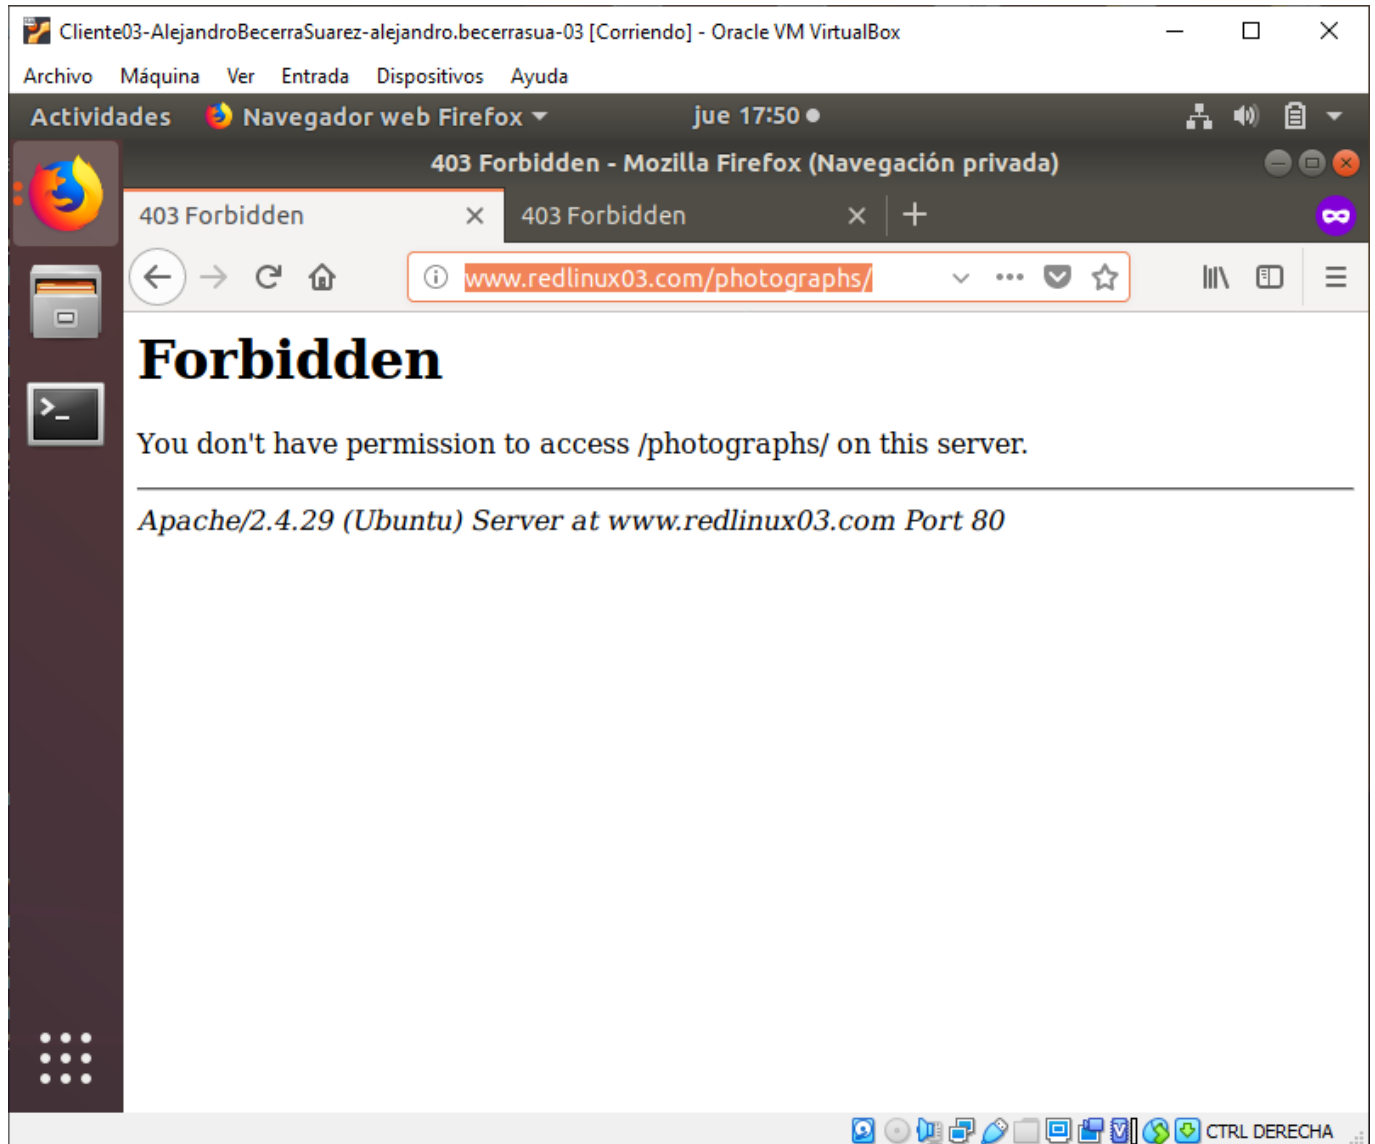 Cliente03-AlejandroBecerraSuarez-alejandro.becerrasua-03 [Corriendo] - Oracle VM VirtualBox
Archivo Máquina Ver Entrada Dispositivos Ayuda
Actividades Navegador web Firefox jue 17:50
403 Forbidden - Mozilla Firefox (Navegación privada)
403 Forbidden 403 Forbidden
www.redlinux03.com/photographs/
Forbidden
You don't have permission to access /photographs/ on this server.
Apache/2.4.29 (Ubuntu) Server at www.redlinux03.com Port 80
CTRL DERECHA